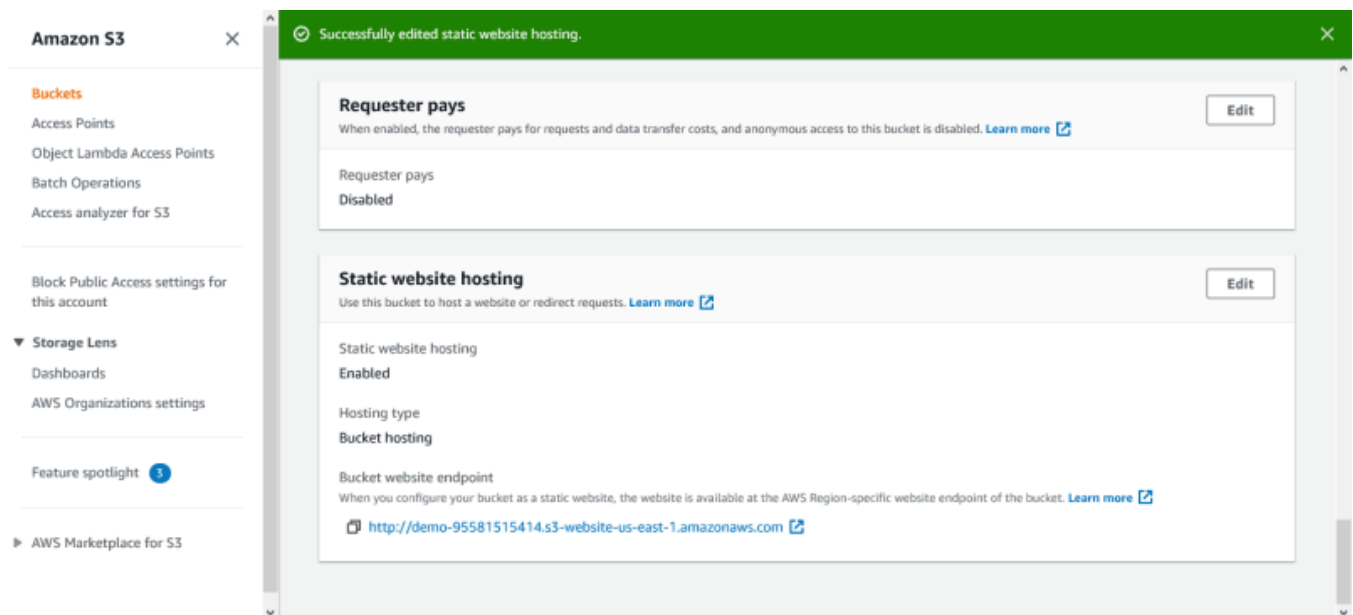 Amazon S3
Buckets
Access Points
Object Lambda Access Points
Batch Operations
Access analyzer for S3
Block Public Access settings for
this account
Storage Lens
Dashboards
AWS Organizations settings
Feature spotlight 3
AWS Marketplace for S3
Successfully edited static website hosting.
Requester pays
Edit
When enabled, the requester pays for requests and data transfer costs, and anonymous access to this bucket is disabled. Learn more
Requester pays
Disabled
Static website hosting
Edit
Use this bucket to host a website or redirect requests. Learn more
Static website hosting
Enabled
Hosting type
Bucket hosting
Bucket website endpoint
When you configure your bucket as a static website, the website is available at the AWS Region-specific website endpoint of the bucket. Learn more
http://demo-95581515414.s3-website-us-east-1.amazonaws.com